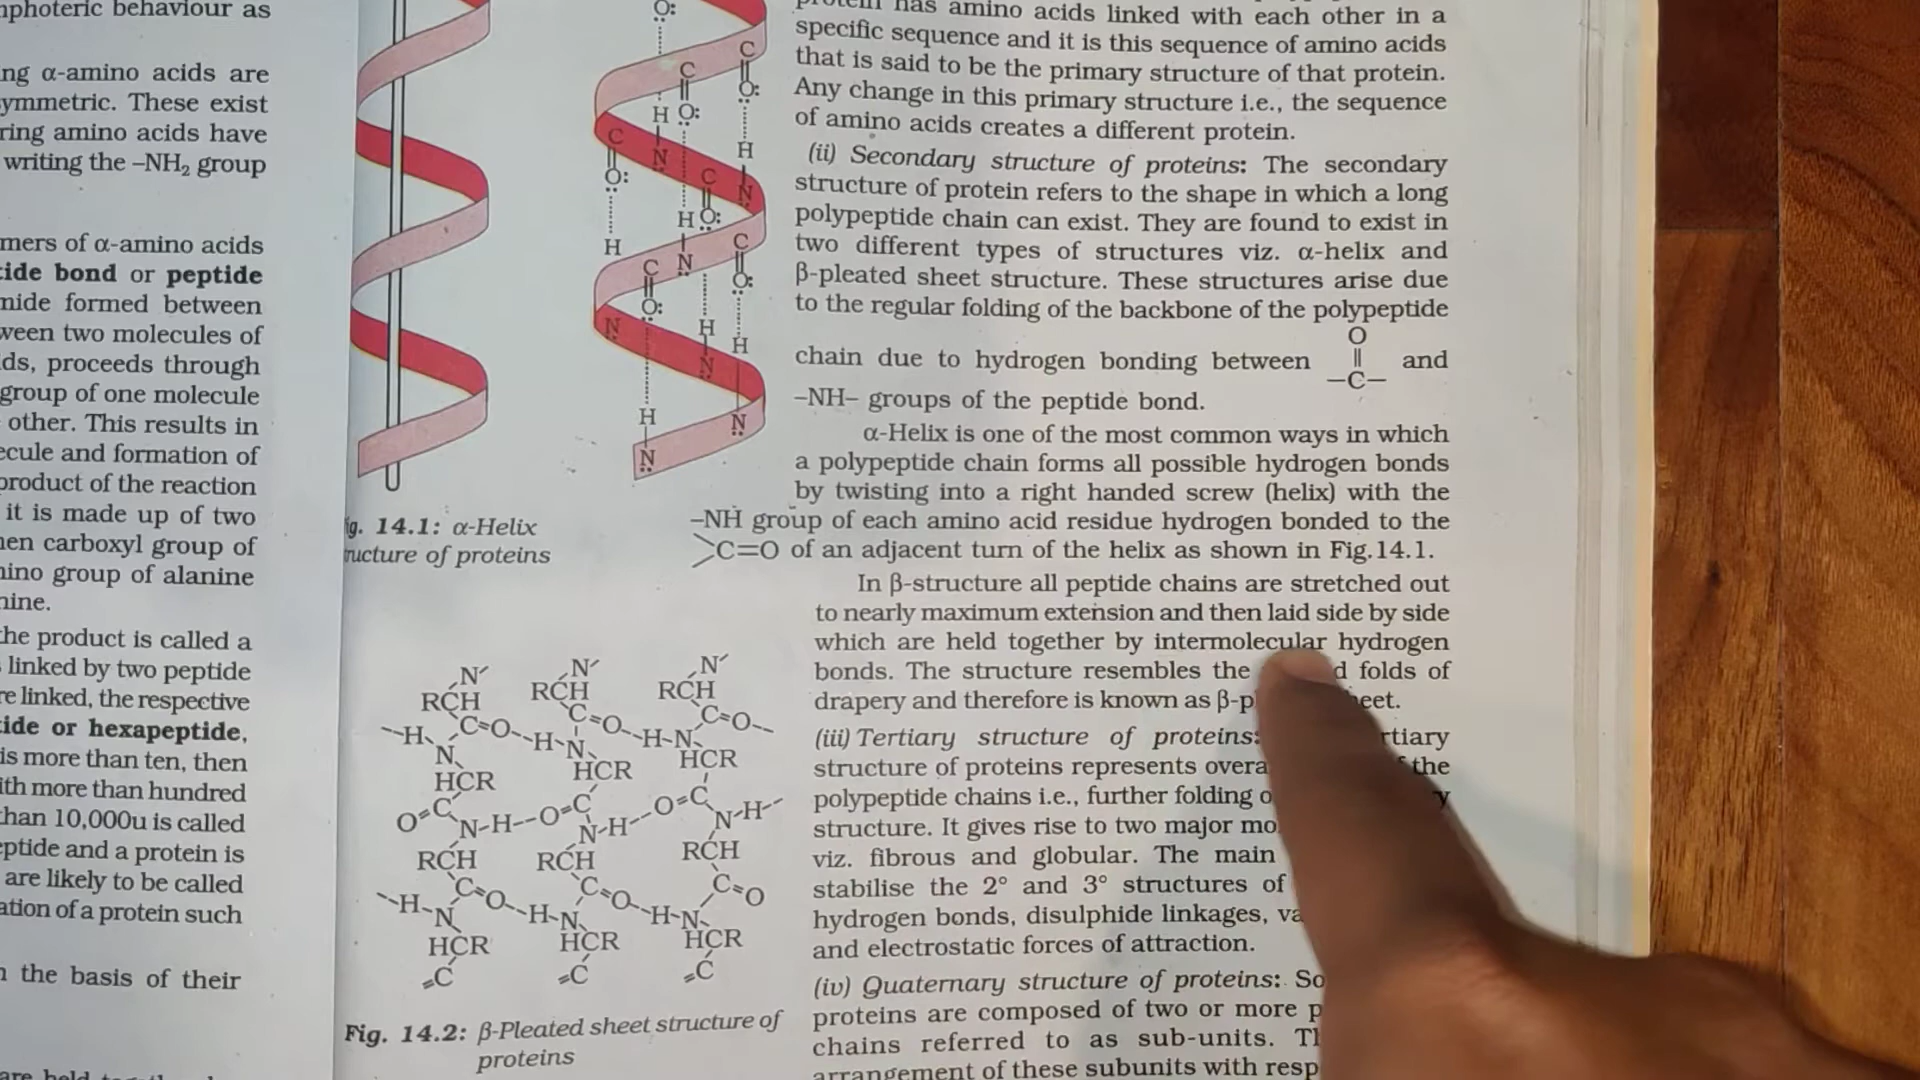 mphoteric behaviour as
ng α-amino acids are
symmetric. These exist
ring amino acids have
writing the –NH₂ group
mers of α-amino acids
tide bond or peptide
mide formed between
ween two molecules of
ds, proceeds through
group of one molecule
other. This results in
ecule and formation of
product of the reaction
it is made up of two
hen carboxyl group of
nino group of alanine
nine.
the product is called a
linked by two peptide
re linked, the respective
tide or hexapeptide,
is more than ten, then
ith more than hundred
than 10,000u is called
eptide and a protein is
are likely to be called
ation of a protein such
n the basis of their
ig. 14.1: α-Helix
ructure of proteins
Fig. 14.2: β-Pleated sheet structure of
proteins
protein has amino acids linked with each other in a
specific sequence and it is this sequence of amino acids
that is said to be the primary structure of that protein.
Any change in this primary structure i.e., the sequence
of amino acids creates a different protein.
(ii) Secondary structure of proteins: The secondary
structure of protein refers to the shape in which a long
polypeptide chain can exist. They are found to exist in
two different types of structures viz. α-helix and
β-pleated sheet structure. These structures arise due
to the regular folding of the backbone of the polypeptide
O
||
chain due to hydrogen bonding between –C– and
–NH– groups of the peptide bond.
α-Helix is one of the most common ways in which
a polypeptide chain forms all possible hydrogen bonds
by twisting into a right handed screw (helix) with the
–NH group of each amino acid residue hydrogen bonded to the
>C=O of an adjacent turn of the helix as shown in Fig.14.1.
In β-structure all peptide chains are stretched out
to nearly maximum extension and then laid side by side
which are held together by intermolecular hydrogen
bonds. The structure resembles the d folds of
drapery and therefore is known as β-p eet.
(iii) Tertiary structure of proteins: rtiary
structure of proteins represents overa the
polypeptide chains i.e., further folding o y
structure. It gives rise to two major mo
viz. fibrous and globular. The main
stabilise the 2° and 3° structures of
hydrogen bonds, disulphide linkages, va
and electrostatic forces of attraction.
(iv) Quaternary structure of proteins: So
proteins are composed of two or more p
chains referred to as sub-units. Th
arrangement of these subunits with resp